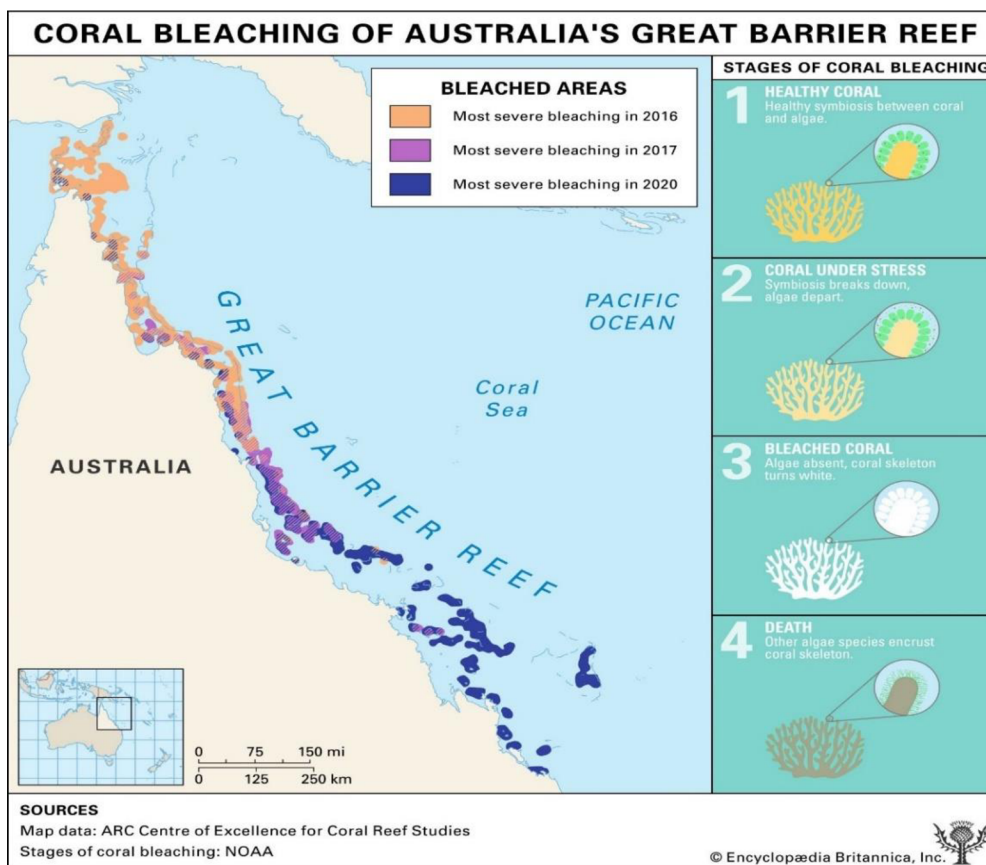 CORAL BLEACHING OF AUSTRALIA'S GREAT BARRIER REEF
BLEACHED AREAS
Most severe bleaching in 2016
Most severe bleaching in 2017
Most severe bleaching in 2020
GREAT BARRIER REEF
PACIFIC
OCEAN
Coral
Sea
AUSTRALIA
0 75 150 mi
0 125 250 km
STAGES OF CORAL BLEACHING
1 HEALTHY CORAL
Healthy symbiosis between coral
and algae.
2 CORAL UNDER STRESS
Symbiosis breaks down,
algae depart.
3 BLEACHED CORAL
Algae absent, coral skeleton
turns white.
4 DEATH
Other algae species encrust
coral skeleton.
SOURCES
Map data: ARC Centre of Excellence for Coral Reef Studies
Stages of coral bleaching: NOAA
© Encyclopædia Britannica, Inc.